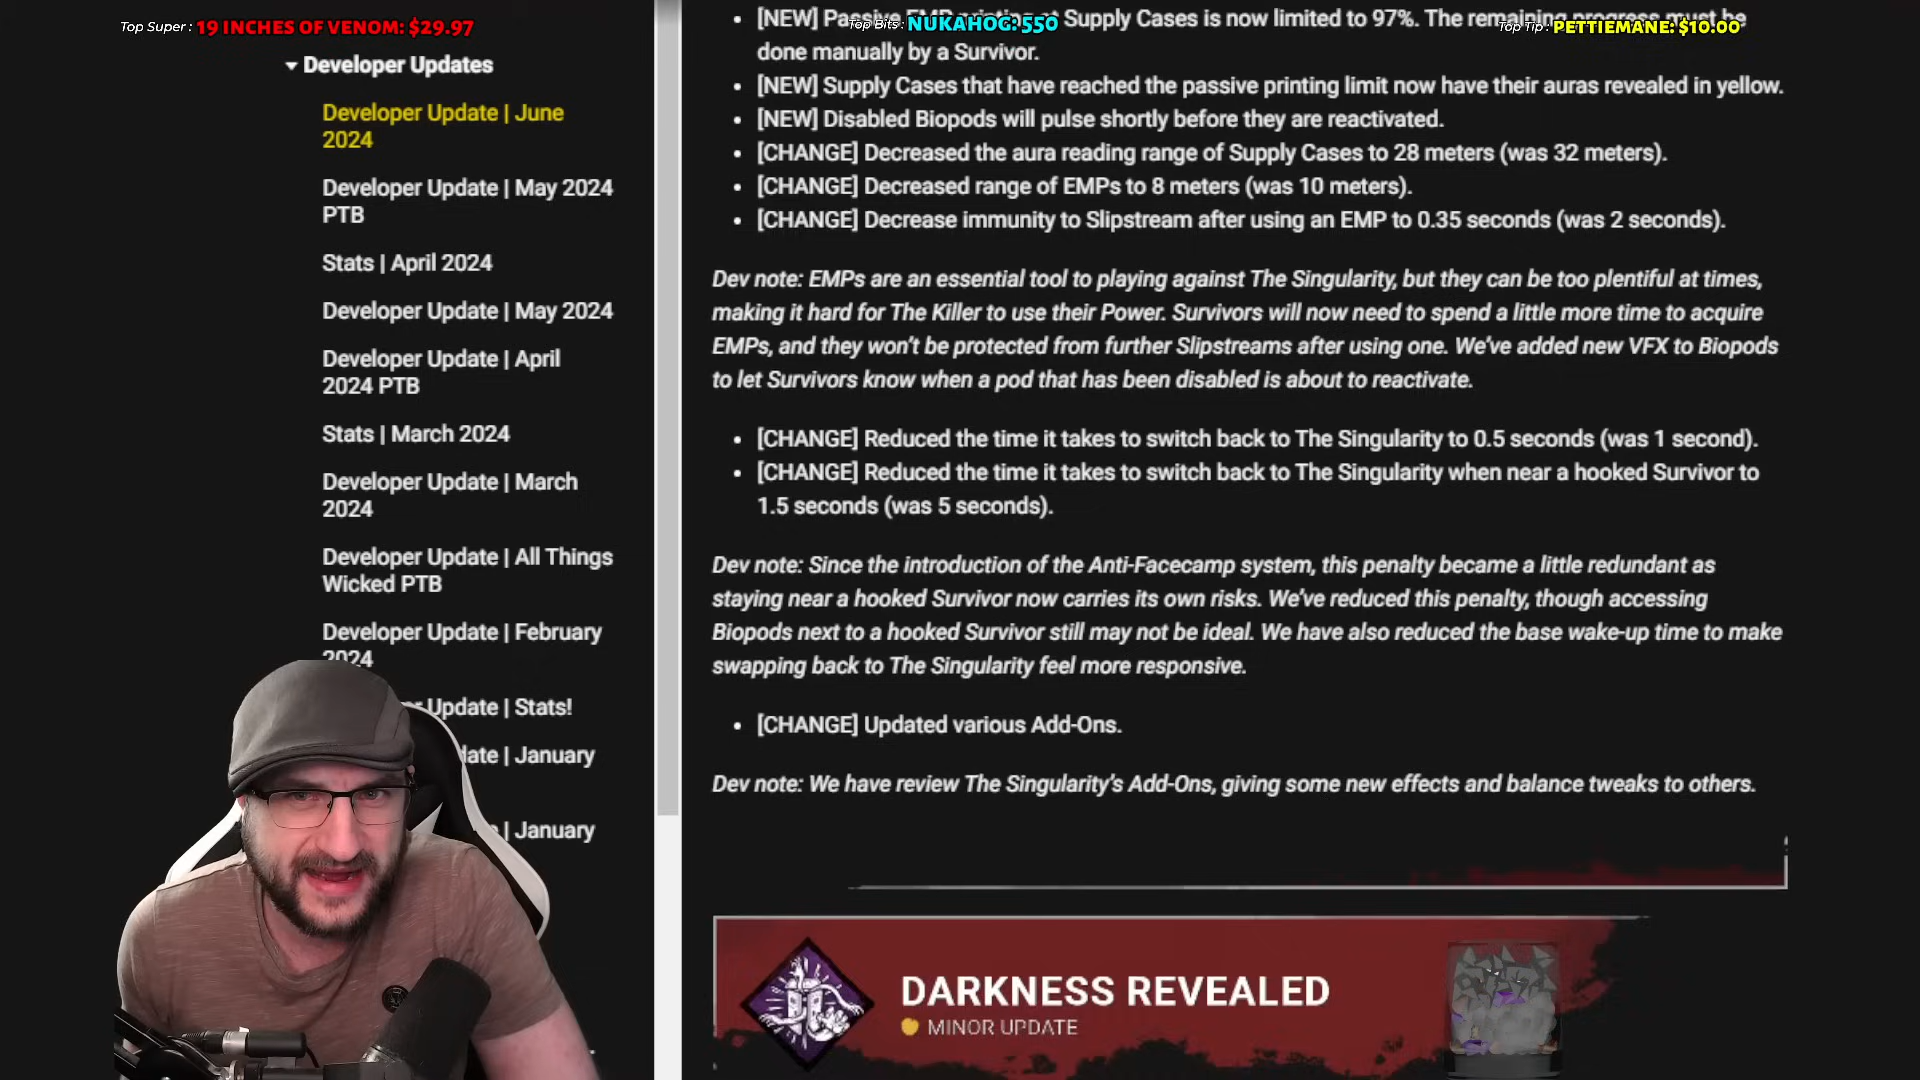 Top Super : 19 INCHES OF VENOM: $29.97
Top Bits : NUKAHOG: 550
Top Tip : PETTIEMANE: $10.00
Developer Updates
Developer Update | June
2024
Developer Update | May 2024
PTB
Stats | April 2024
Developer Update | May 2024
Developer Update | April
2024 PTB
Stats | March 2024
Developer Update | March
2024
Developer Update | All Things
Wicked PTB
Developer Update | February
2024
Update | Stats!
| January
| January
• [NEW] Passive EMP printing at Supply Cases is now limited to 97%. The remaining progress must be
done manually by a Survivor.
• [NEW] Supply Cases that have reached the passive printing limit now have their auras revealed in yellow.
• [NEW] Disabled Biopods will pulse shortly before they are reactivated.
• [CHANGE] Decreased the aura reading range of Supply Cases to 28 meters (was 32 meters).
• [CHANGE] Decreased range of EMPs to 8 meters (was 10 meters).
• [CHANGE] Decrease immunity to Slipstream after using an EMP to 0.35 seconds (was 2 seconds).
Dev note: EMPs are an essential tool to playing against The Singularity, but they can be too plentiful at times,
making it hard for The Killer to use their Power. Survivors will now need to spend a little more time to acquire
EMPs, and they won't be protected from further Slipstreams after using one. We've added new VFX to Biopods
to let Survivors know when a pod that has been disabled is about to reactivate.
• [CHANGE] Reduced the time it takes to switch back to The Singularity to 0.5 seconds (was 1 second).
• [CHANGE] Reduced the time it takes to switch back to The Singularity when near a hooked Survivor to
1.5 seconds (was 5 seconds).
Dev note: Since the introduction of the Anti-Facecamp system, this penalty became a little redundant as
staying near a hooked Survivor now carries its own risks. We've reduced this penalty, though accessing
Biopods next to a hooked Survivor still may not be ideal. We have also reduced the base wake-up time to make
swapping back to The Singularity feel more responsive.
• [CHANGE] Updated various Add-Ons.
Dev note: We have review The Singularity's Add-Ons, giving some new effects and balance tweaks to others.
DARKNESS REVEALED
MINOR UPDATE